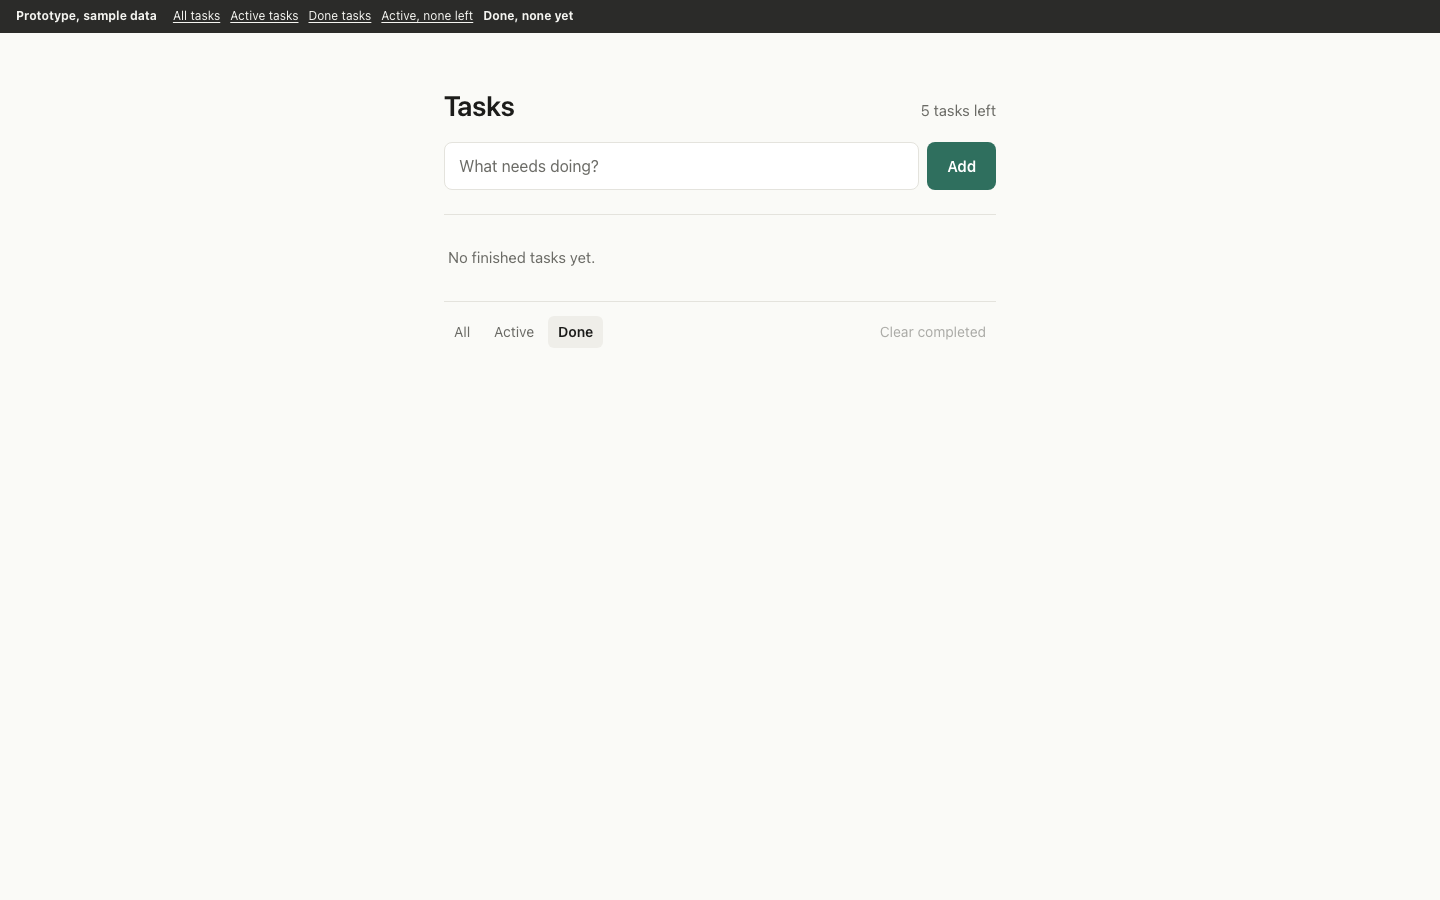 Prototype, sample data All tasks Active tasks Done tasks Active, none left Done, none yet
Tasks
5 tasks left
What needs doing?
Add
No finished tasks yet.
All Active Done Clear completed